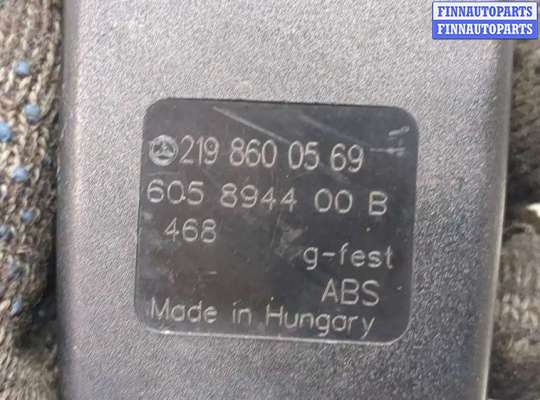 FINNAUTOPARTS
FINNAUTOPARTS
219 860 05 69
605 8944 00 B
468
g-fest
ABS
Made in Hungary